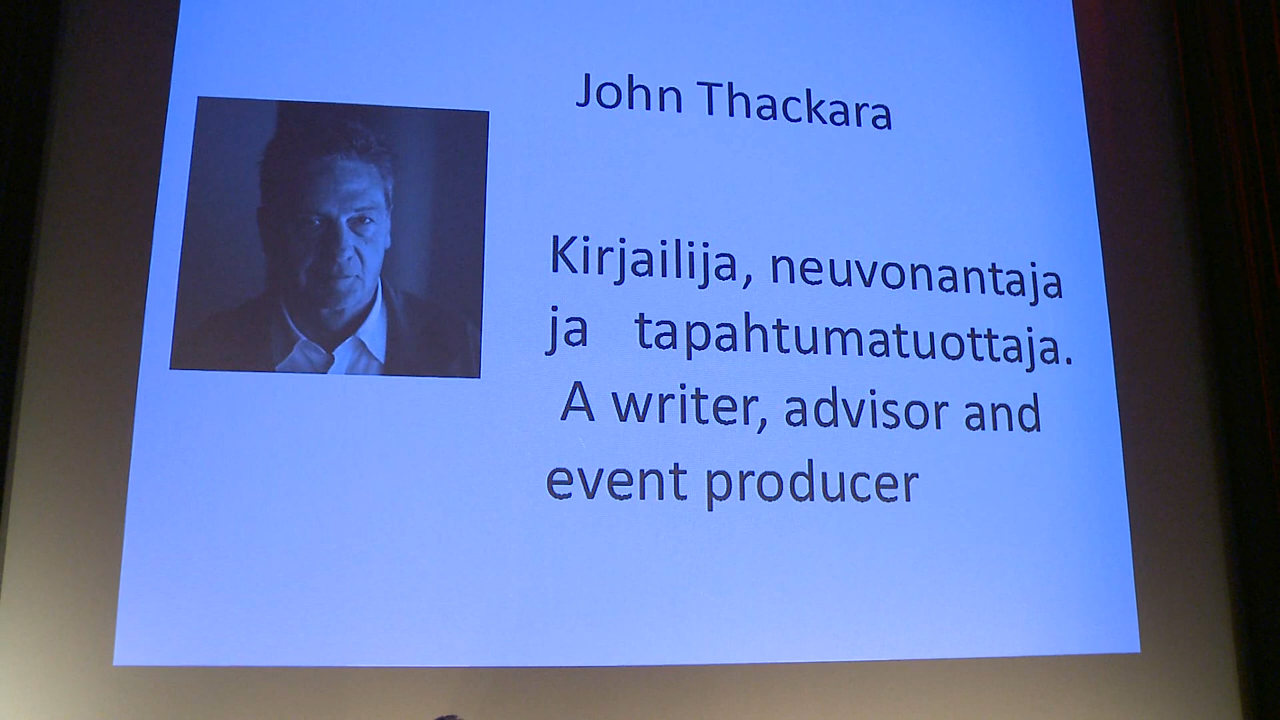 John Thackara
Kirjailija, neuvonantaja
ja tapahtumatuottaja.
A writer, advisor and
event producer